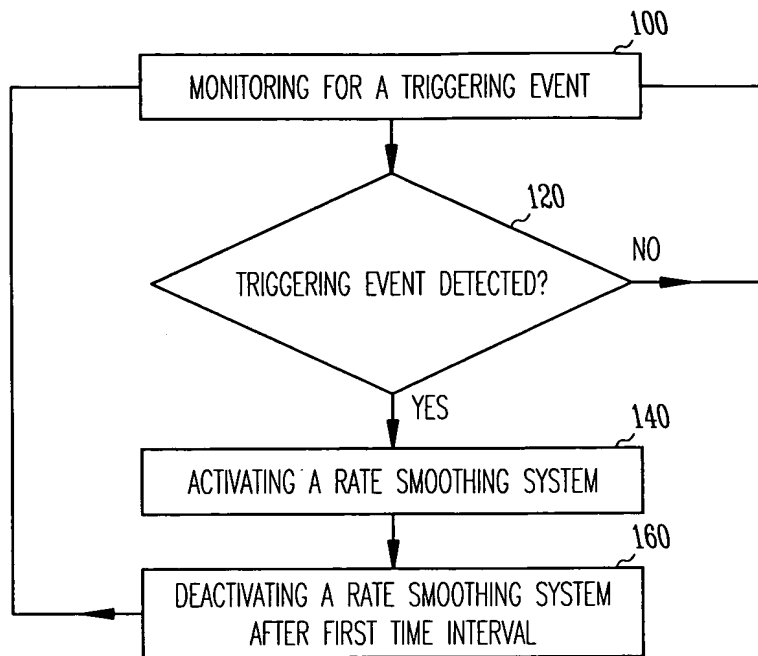 100
MONITORING FOR A TRIGGERING EVENT
120
TRIGGERING EVENT DETECTED?
NO
YES
140
ACTIVATING A RATE SMOOTHING SYSTEM
160
DEACTIVATING A RATE SMOOTHING SYSTEM
AFTER FIRST TIME INTERVAL